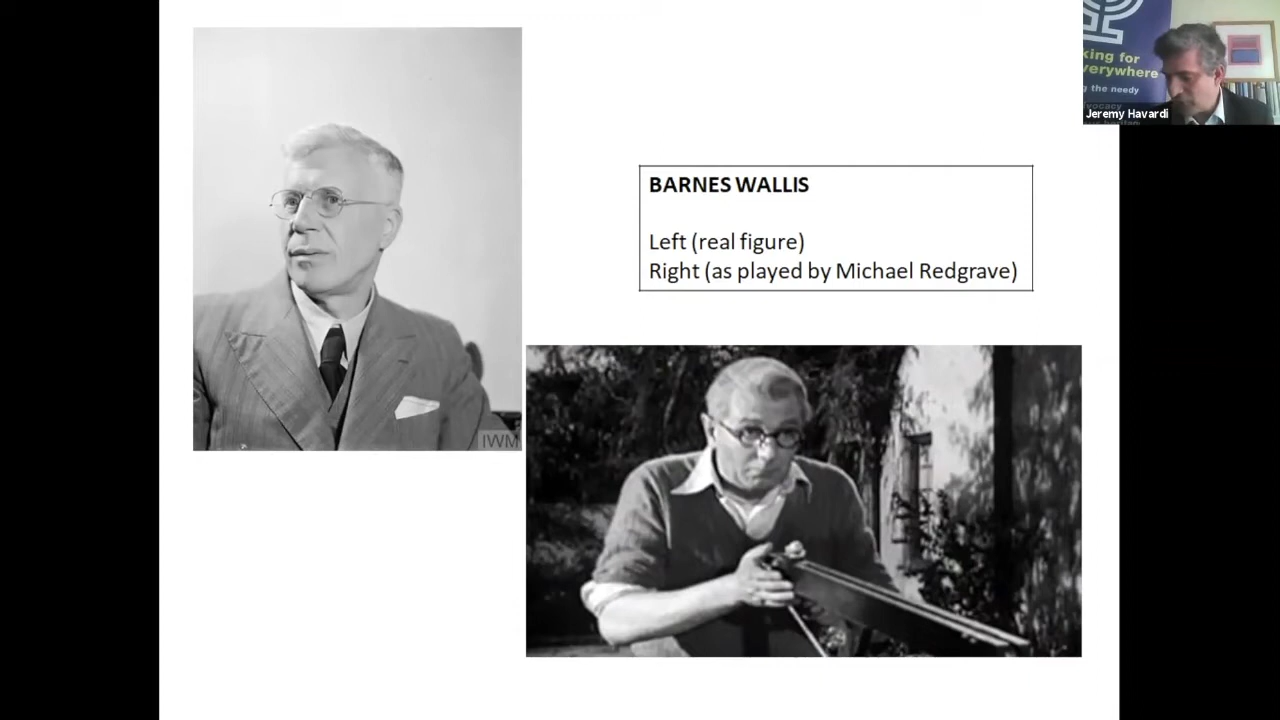 BARNES WALLIS
Left (real figure)
Right (as played by Michael Redgrave)
IWM
king for
verywhere
g the needy
Jeremy Havardi